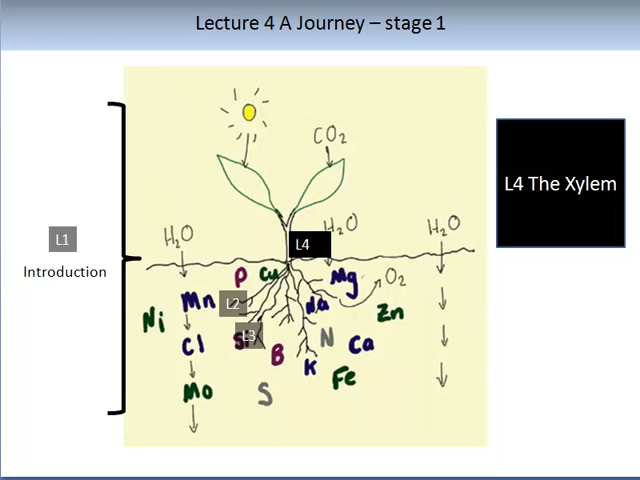 Lecture 4 A Journey – stage 1
CO₂
L4 The Xylem
H₂O
H₂O
H₂O
L1
L4
Introduction
P
Cu
Mg
O₂
Mn
L2
Na
Zn
Ni
L3
N
Cl
B
Ca
K
Fe
Mo
S